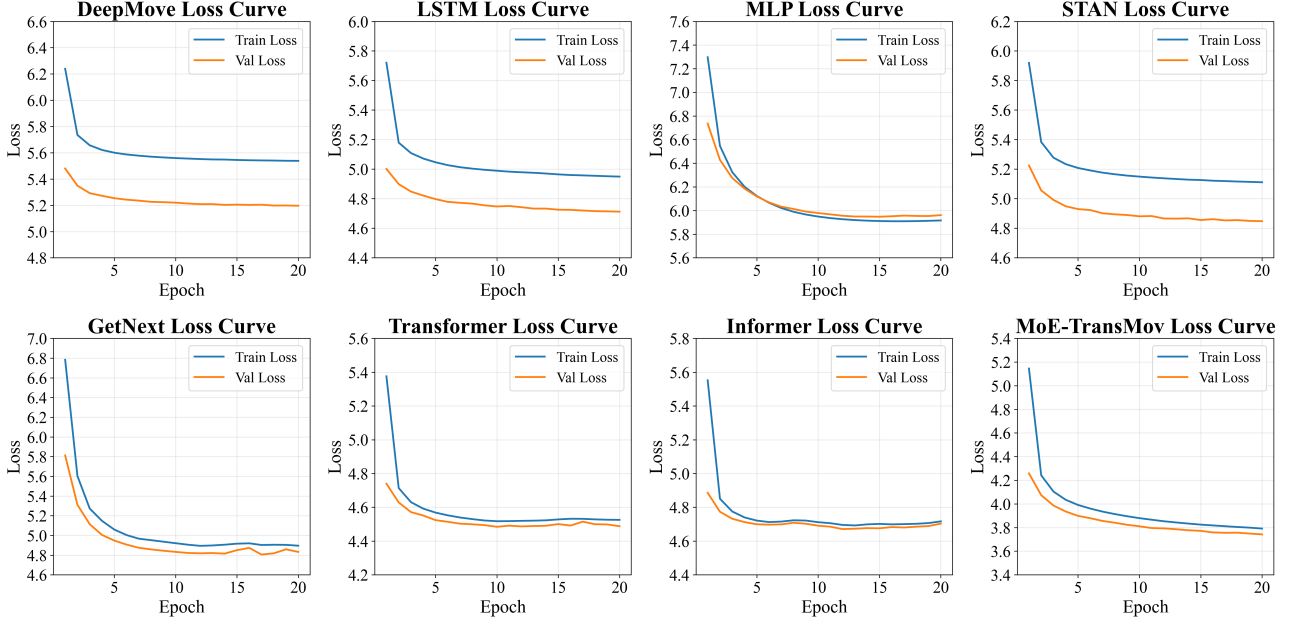 DeepMove Loss Curve
6.6
6.4
6.2
6.0
5.8
5.6
5.4
5.2
5.0
4.8
Loss
Train Loss
Val Loss
5 10 15 20
Epoch
LSTM Loss Curve
6.0
5.8
5.6
5.4
5.2
5.0
4.8
4.6
4.4
Loss
Train Loss
Val Loss
5 10 15 20
Epoch
MLP Loss Curve
7.6
7.4
7.2
7.0
6.8
6.6
6.4
6.2
6.0
5.8
5.6
Loss
Train Loss
Val Loss
5 10 15 20
Epoch
STAN Loss Curve
6.2
6.0
5.8
5.6
5.4
5.2
5.0
4.8
4.6
Loss
Train Loss
Val Loss
5 10 15 20
Epoch
GetNext Loss Curve
7.0
6.8
6.6
6.4
6.2
6.0
5.8
5.6
5.4
5.2
5.0
4.8
4.6
Loss
Train Loss
Val Loss
5 10 15 20
Epoch
Transformer Loss Curve
5.6
5.4
5.2
5.0
4.8
4.6
4.4
4.2
Loss
Train Loss
Val Loss
5 10 15 20
Epoch
Informer Loss Curve
5.8
5.6
5.4
5.2
5.0
4.8
4.6
4.4
Loss
Train Loss
Val Loss
5 10 15 20
Epoch
MoE-TransMov Loss Curve
5.4
5.2
5.0
4.8
4.6
4.4
4.2
4.0
3.8
3.6
3.4
Loss
Train Loss
Val Loss
5 10 15 20
Epoch